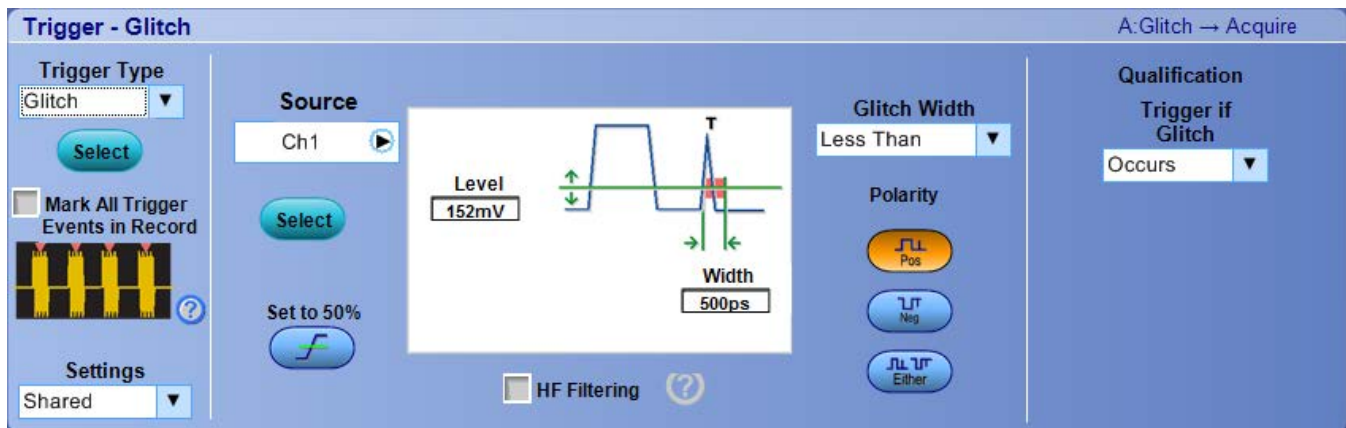 Trigger - Glitch
A:Glitch → Acquire
Trigger Type
Glitch
Select
Mark All Trigger
Events in Record
?
Settings
Shared
Source
Ch1
Select
Set to 50%
Level
152mV
T
Width
500ps
HF Filtering
?
Glitch Width
Less Than
Polarity
Pos
Neg
Either
Qualification
Trigger if
Glitch
Occurs